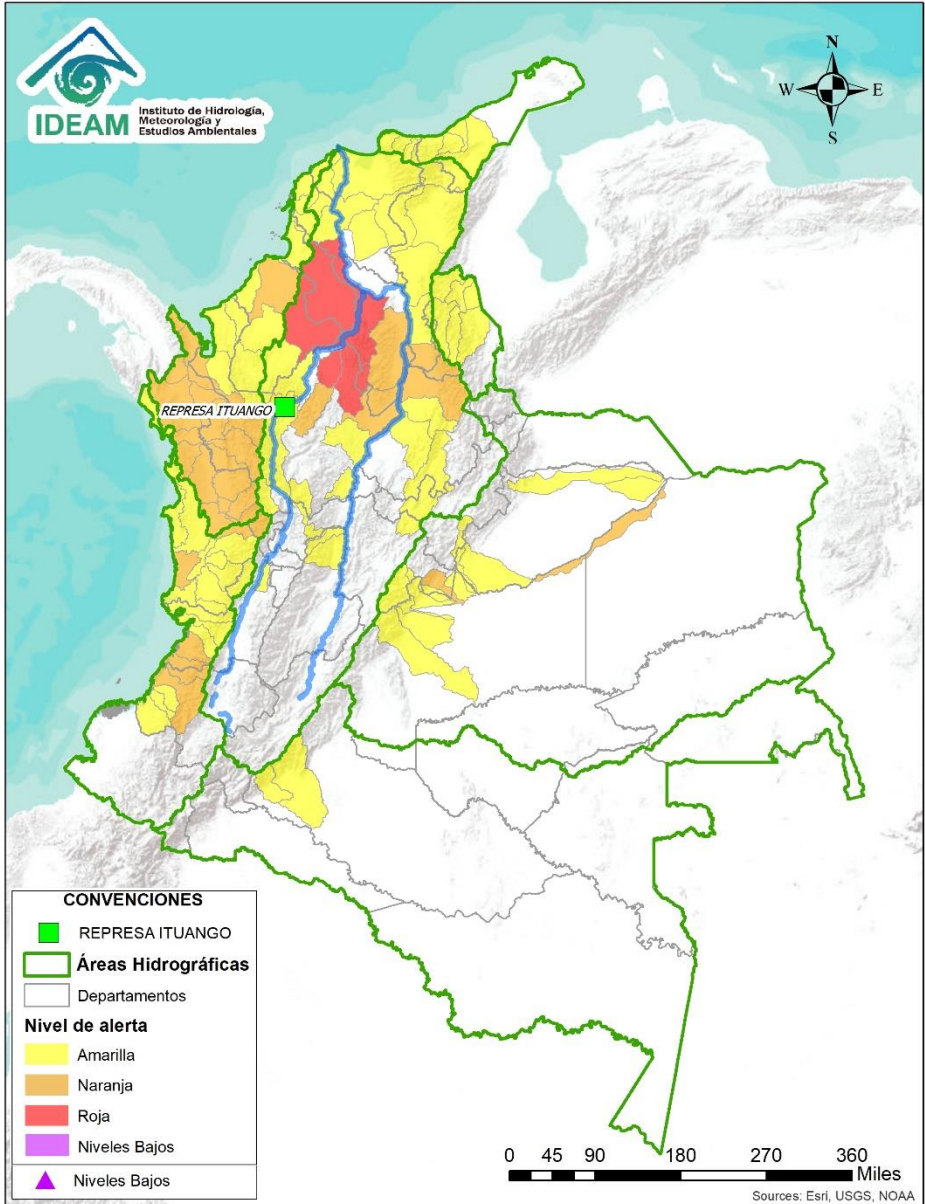 IDEAM
Instituto de Hidrología,
Meteorología y
Estudios Ambientales
N
W
E
S
REPRESA ITUANGO
CONVENCIONES
REPRESA ITUANGO
Áreas Hidrográficas
Departamentos
Nivel de alerta
Amarilla
Naranja
Roja
Niveles Bajos
Niveles Bajos
0 45 90 180 270 360
Miles
Sources: Esri, USGS, NOAA